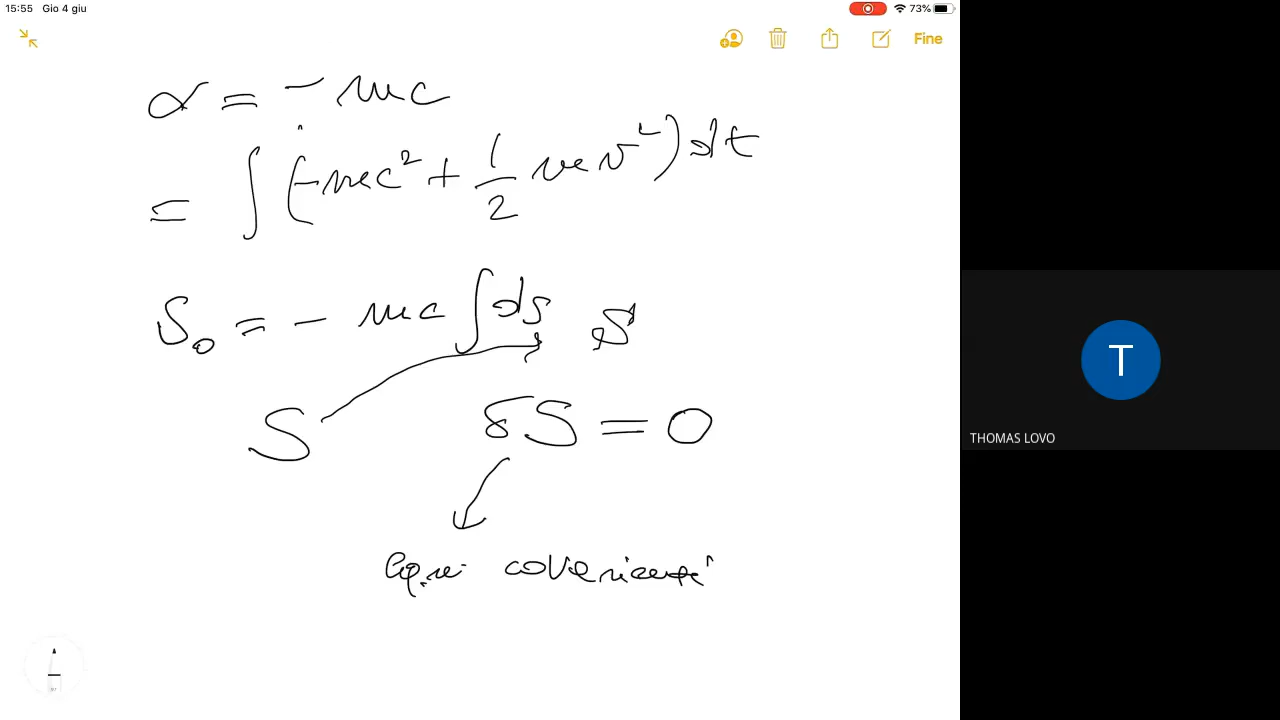 15:55 Gio 4 giu 73%
Fine
α = - mc
= ∫ (-mc² + 1/2 m v²) dt
S₀ = - mc ∫ ds S
S δS = 0
Eq.ni covarianti
T
THOMAS LOVO